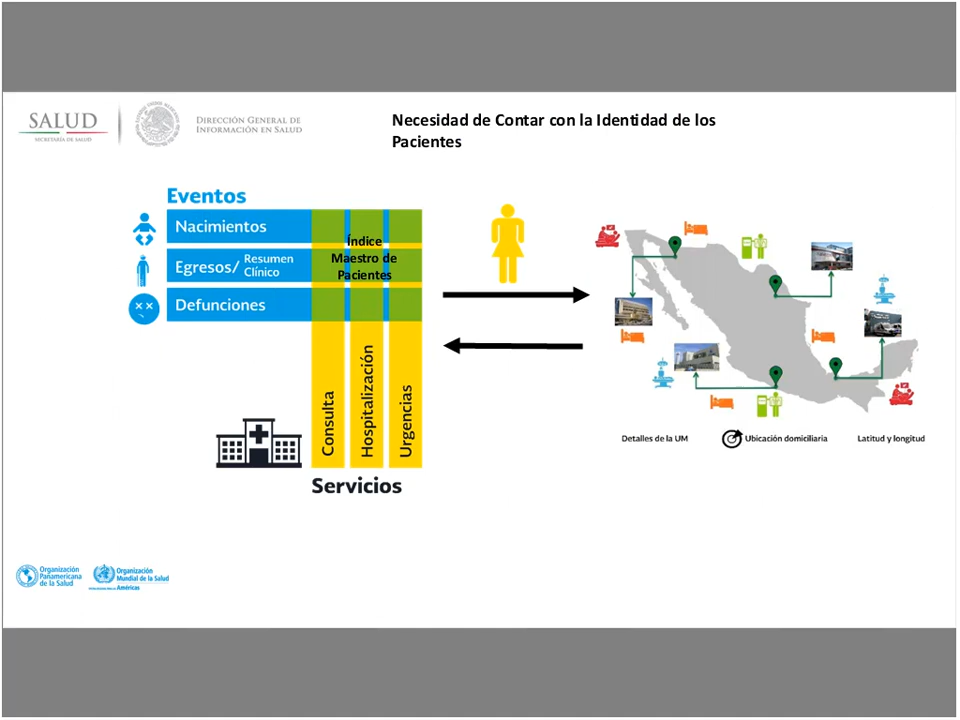 SALUD
SECRETARÍA DE SALUD
DIRECCIÓN GENERAL DE
INFORMACIÓN EN SALUD
Necesidad de Contar con la Identidad de los
Pacientes
Eventos
Nacimientos
Egresos/ Resumen
Clínico
Defunciones
Índice
Maestro de
Pacientes
Consulta
Hospitalización
Urgencias
Servicios
Detalles de la UM
Ubicación domiciliaria
Latitud y longitud
Organización
Panamericana
de la Salud
Organización
Mundial de la Salud
Américas